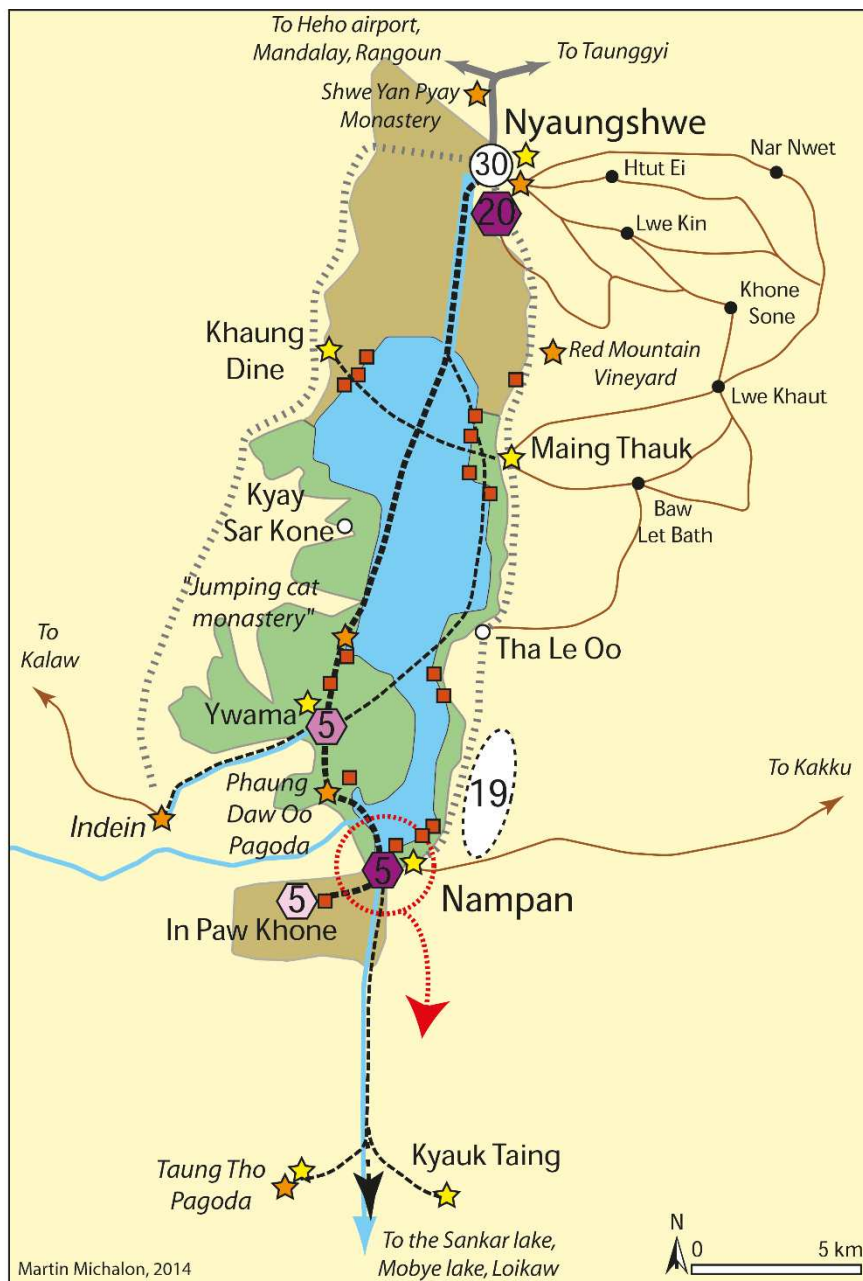 To Heho airport,
Mandalay, Rangoun
To Taunggyi
Shwe Yan Pyay
Monastery
Nyaungshwe
30
20
Nar Nwet
Htut Ei
Lwe Kin
Khone
Sone
Khaung
Dine
Red Mountain
Vineyard
Lwe Khaut
Maing Thauk
Kyay
Sar Kone
Baw
Let Bath
"Jumping cat
monastery"
To
Kalaw
Tha Le Oo
Ywama
5
Phaung
Daw Oo
Pagoda
19
To Kakku
Indein
5
5
Nampan
In Paw Khone
Kyauk Taing
Taung Tho
Pagoda
To the Sankar lake,
Mobye lake, Loikaw
N
0 5 km
Martin Michalon, 2014